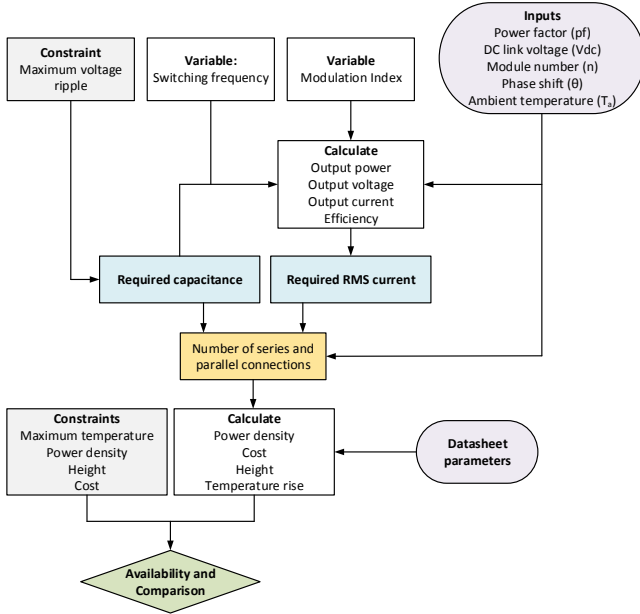 Constraint
Maximum voltage
ripple
Variable:
Switching frequency
Variable
Modulation Index
Inputs
Power factor (pf)
DC link voltage (Vdc)
Module number (n)
Phase shift (θ)
Ambient temperature (Tₐ)
Calculate
Output power
Output voltage
Output current
Efficiency
Required capacitance
Required RMS current
Number of series and
parallel connections
Constraints
Maximum temperature
Power density
Height
Cost
Calculate
Power density
Cost
Height
Temperature rise
Datasheet
parameters
Availability and
Comparison